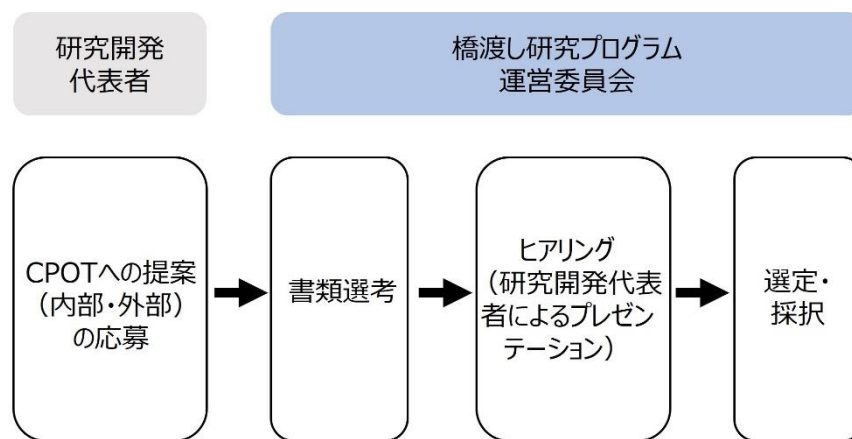 研究開発
代表者
橋渡し研究プログラム
運営委員会
CPOTへの提案
（内部・外部）
の応募
書類選考
ヒアリング
（研究開発代表
者によるプレゼン
テーション）
選定・
採択